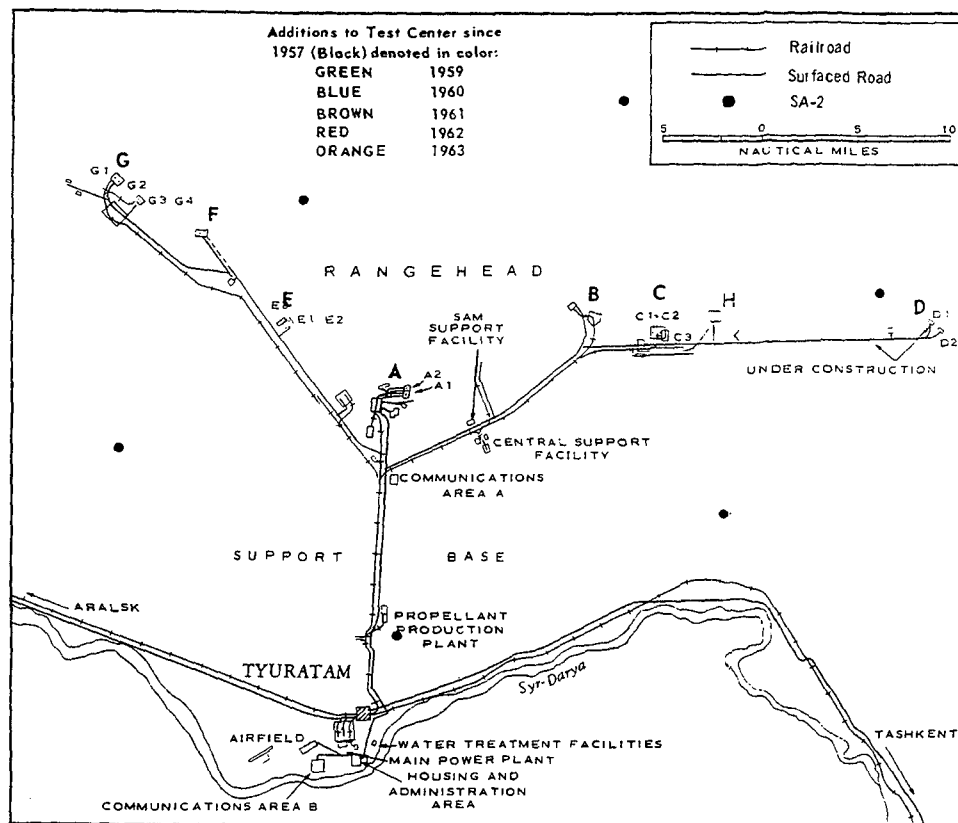 Additions to Test Center since
1957 (Black) denoted in color:
GREEN 1959
BLUE 1960
BROWN 1961
RED 1962
ORANGE 1963
Railroad
Surfaced Road
SA-2
5 0 5 10
NAUTICAL MILES
G
G1
G2
G3 G4
F
RANGEHEAD
E
E1 E2
B
C
C1-C2
C3
H
D
D1
D2
SAM
SUPPORT
FACILITY
UNDER CONSTRUCTION
A
A2
A1
CENTRAL SUPPORT
FACILITY
COMMUNICATIONS
AREA A
SUPPORT BASE
ARALSK
PROPELLANT
PRODUCTION
PLANT
TYURATAM
Syr-Darya
AIRFIELD
WATER TREATMENT FACILITIES
MAIN POWER PLANT
HOUSING AND
ADMINISTRATION
AREA
COMMUNICATIONS AREA B
TASHKENT